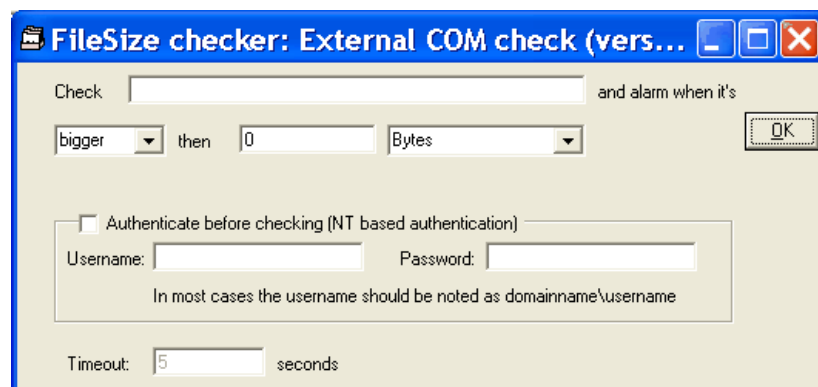 FileSize checker: External COM check (vers...
Check and alarm when it's
bigger then 0 Bytes
OK
Authenticate before checking (NT based authentication)
Username: Password:
In most cases the username should be noted as domainname\username
Timeout: 5 seconds